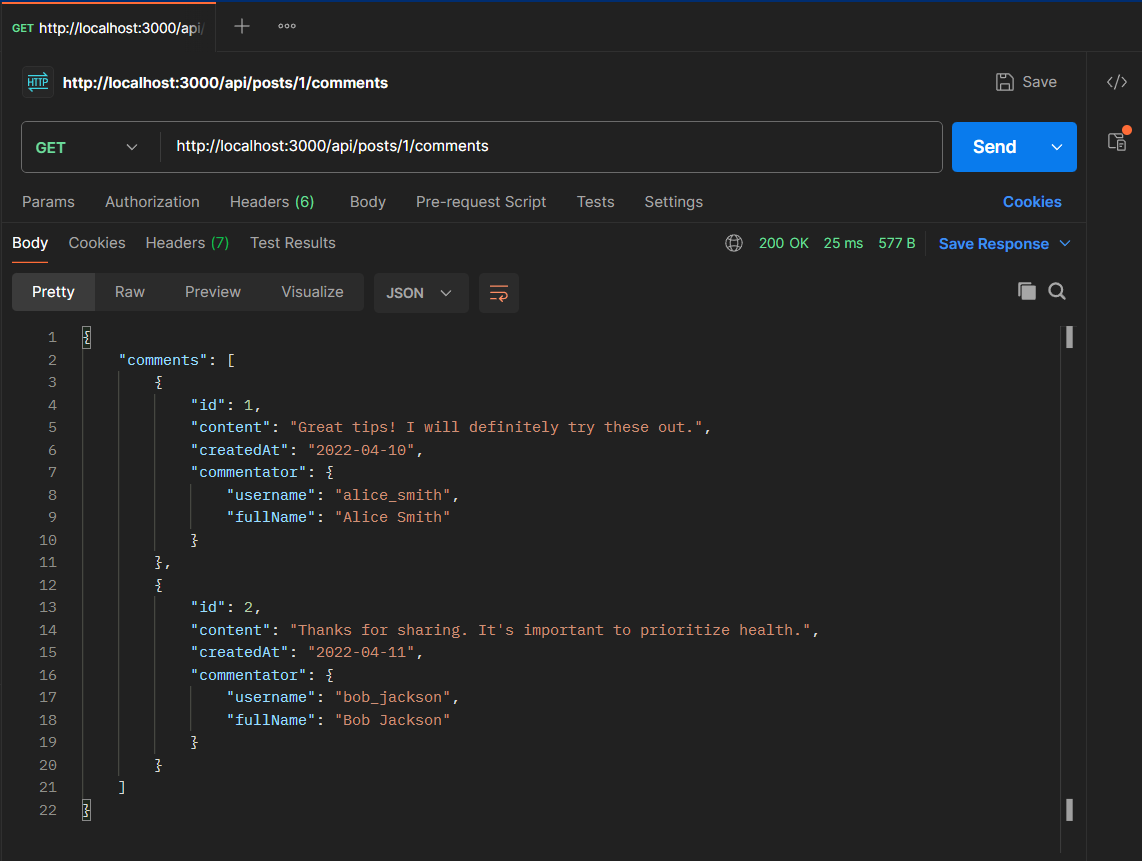 GET http://localhost:3000/api/
HTTP http://localhost:3000/api/posts/1/comments Save
GET http://localhost:3000/api/posts/1/comments Send
Params Authorization Headers (6) Body Pre-request Script Tests Settings Cookies
Body Cookies Headers (7) Test Results 200 OK 25 ms 577 B Save Response
Pretty Raw Preview Visualize JSON
1 {
2 "comments": [
3 {
4 "id": 1,
5 "content": "Great tips! I will definitely try these out.",
6 "createdAt": "2022-04-10",
7 "commentator": {
8 "username": "alice_smith",
9 "fullName": "Alice Smith"
10 }
11 },
12 {
13 "id": 2,
14 "content": "Thanks for sharing. It's important to prioritize health.",
15 "createdAt": "2022-04-11",
16 "commentator": {
17 "username": "bob_jackson",
18 "fullName": "Bob Jackson"
19 }
20 }
21 ]
22 }